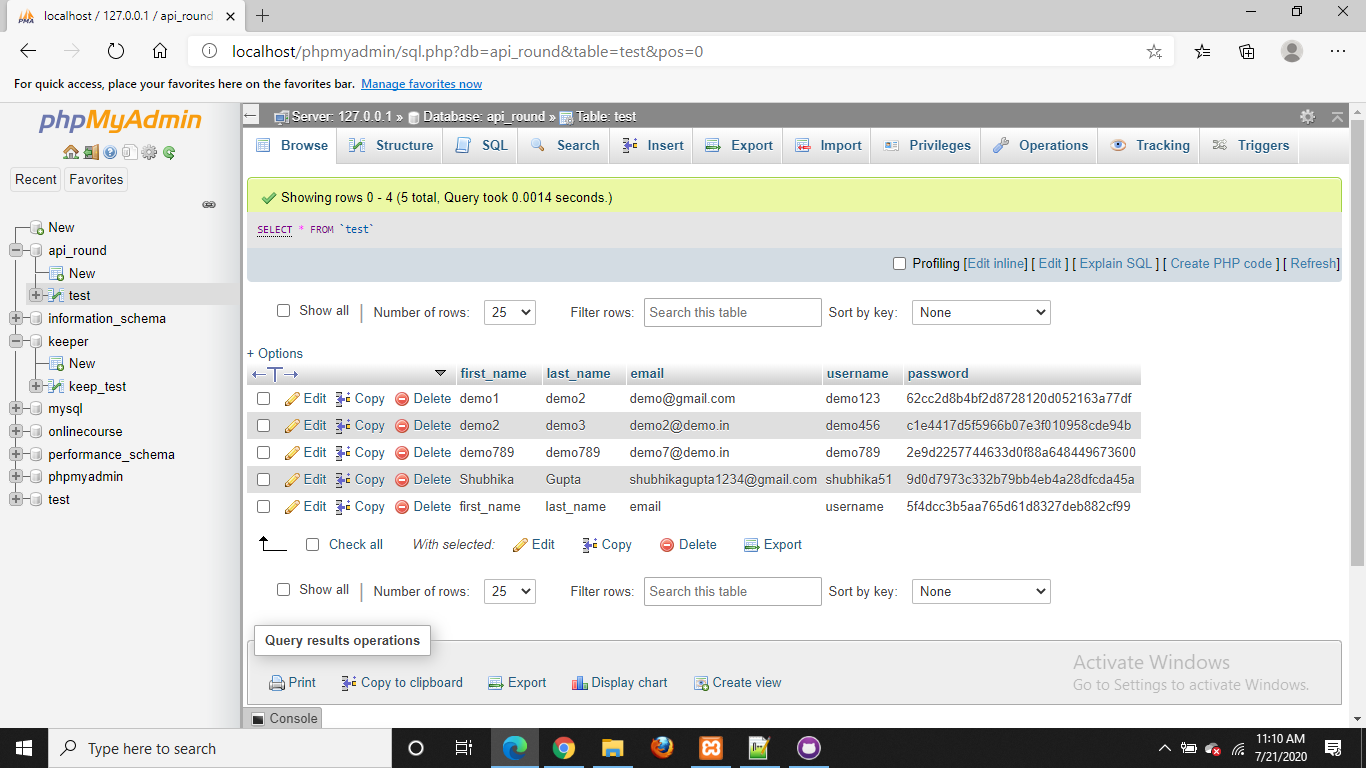 localhost / 127.0.0.1 / api_round
localhost/phpmyadmin/sql.php?db=api_round&table=test&pos=0
For quick access, place your favorites here on the favorites bar. Manage favorites now
phpMyAdmin
Recent Favorites
New
api_round
New
test
information_schema
keeper
New
keep_test
mysql
onlinecourse
performance_schema
phpmyadmin
test
Server: 127.0.0.1 » Database: api_round » Table: test
Browse Structure SQL Search Insert Export Import Privileges Operations Tracking Triggers
Showing rows 0 - 4 (5 total, Query took 0.0014 seconds.)
SELECT * FROM `test`
Profiling [Edit inline] [ Edit ] [ Explain SQL ] [ Create PHP code ] [ Refresh]
Show all | Number of rows: 25 Filter rows: Search this table Sort by key: None
+ Options
←T→ first_name last_name email username password
Edit Copy Delete demo1 demo2 demo@gmail.com demo123 62cc2d8b4bf2d8728120d052163a77df
Edit Copy Delete demo2 demo3 demo2@demo.in demo456 c1e4417d5f5966b07e3f010958cde94b
Edit Copy Delete demo789 demo789 demo7@demo.in demo789 2e9d2257744633d0f88a648449673600
Edit Copy Delete Shubhika Gupta shubhikagupta1234@gmail.com shubhika51 9d0d7973c332b79bb4eb4a28dfcda45a
Edit Copy Delete first_name last_name email username 5f4dcc3b5aa765d61d8327deb882cf99
Check all With selected: Edit Copy Delete Export
Show all | Number of rows: 25 Filter rows: Search this table Sort by key: None
Query results operations
Print Copy to clipboard Export Display chart Create view
Activate Windows
Go to Settings to activate Windows.
Console
Type here to search
11:10 AM
7/21/2020